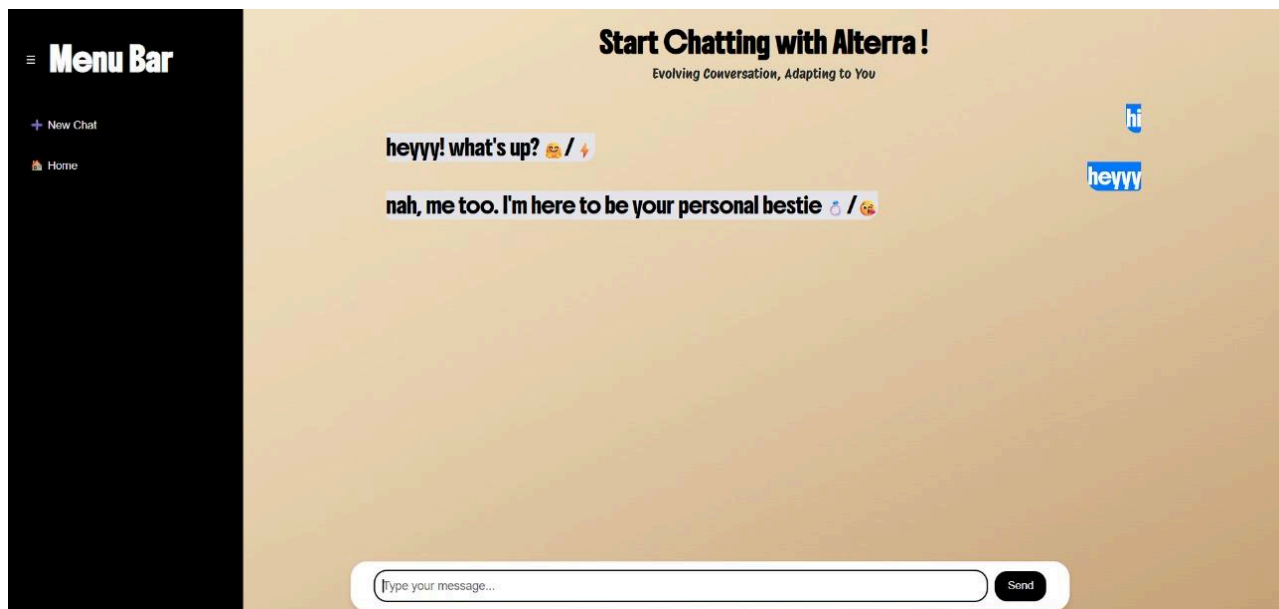 ☰ Menu Bar
➕ New Chat
🏠 Home
Start Chatting with Alterra !
Evolving Conversation, Adapting to You
hi
heyyy! what's up? 🤗 / ⚡
heyyy
nah, me too. I'm here to be your personal bestie 💍 / 😘
Type your message...
Send